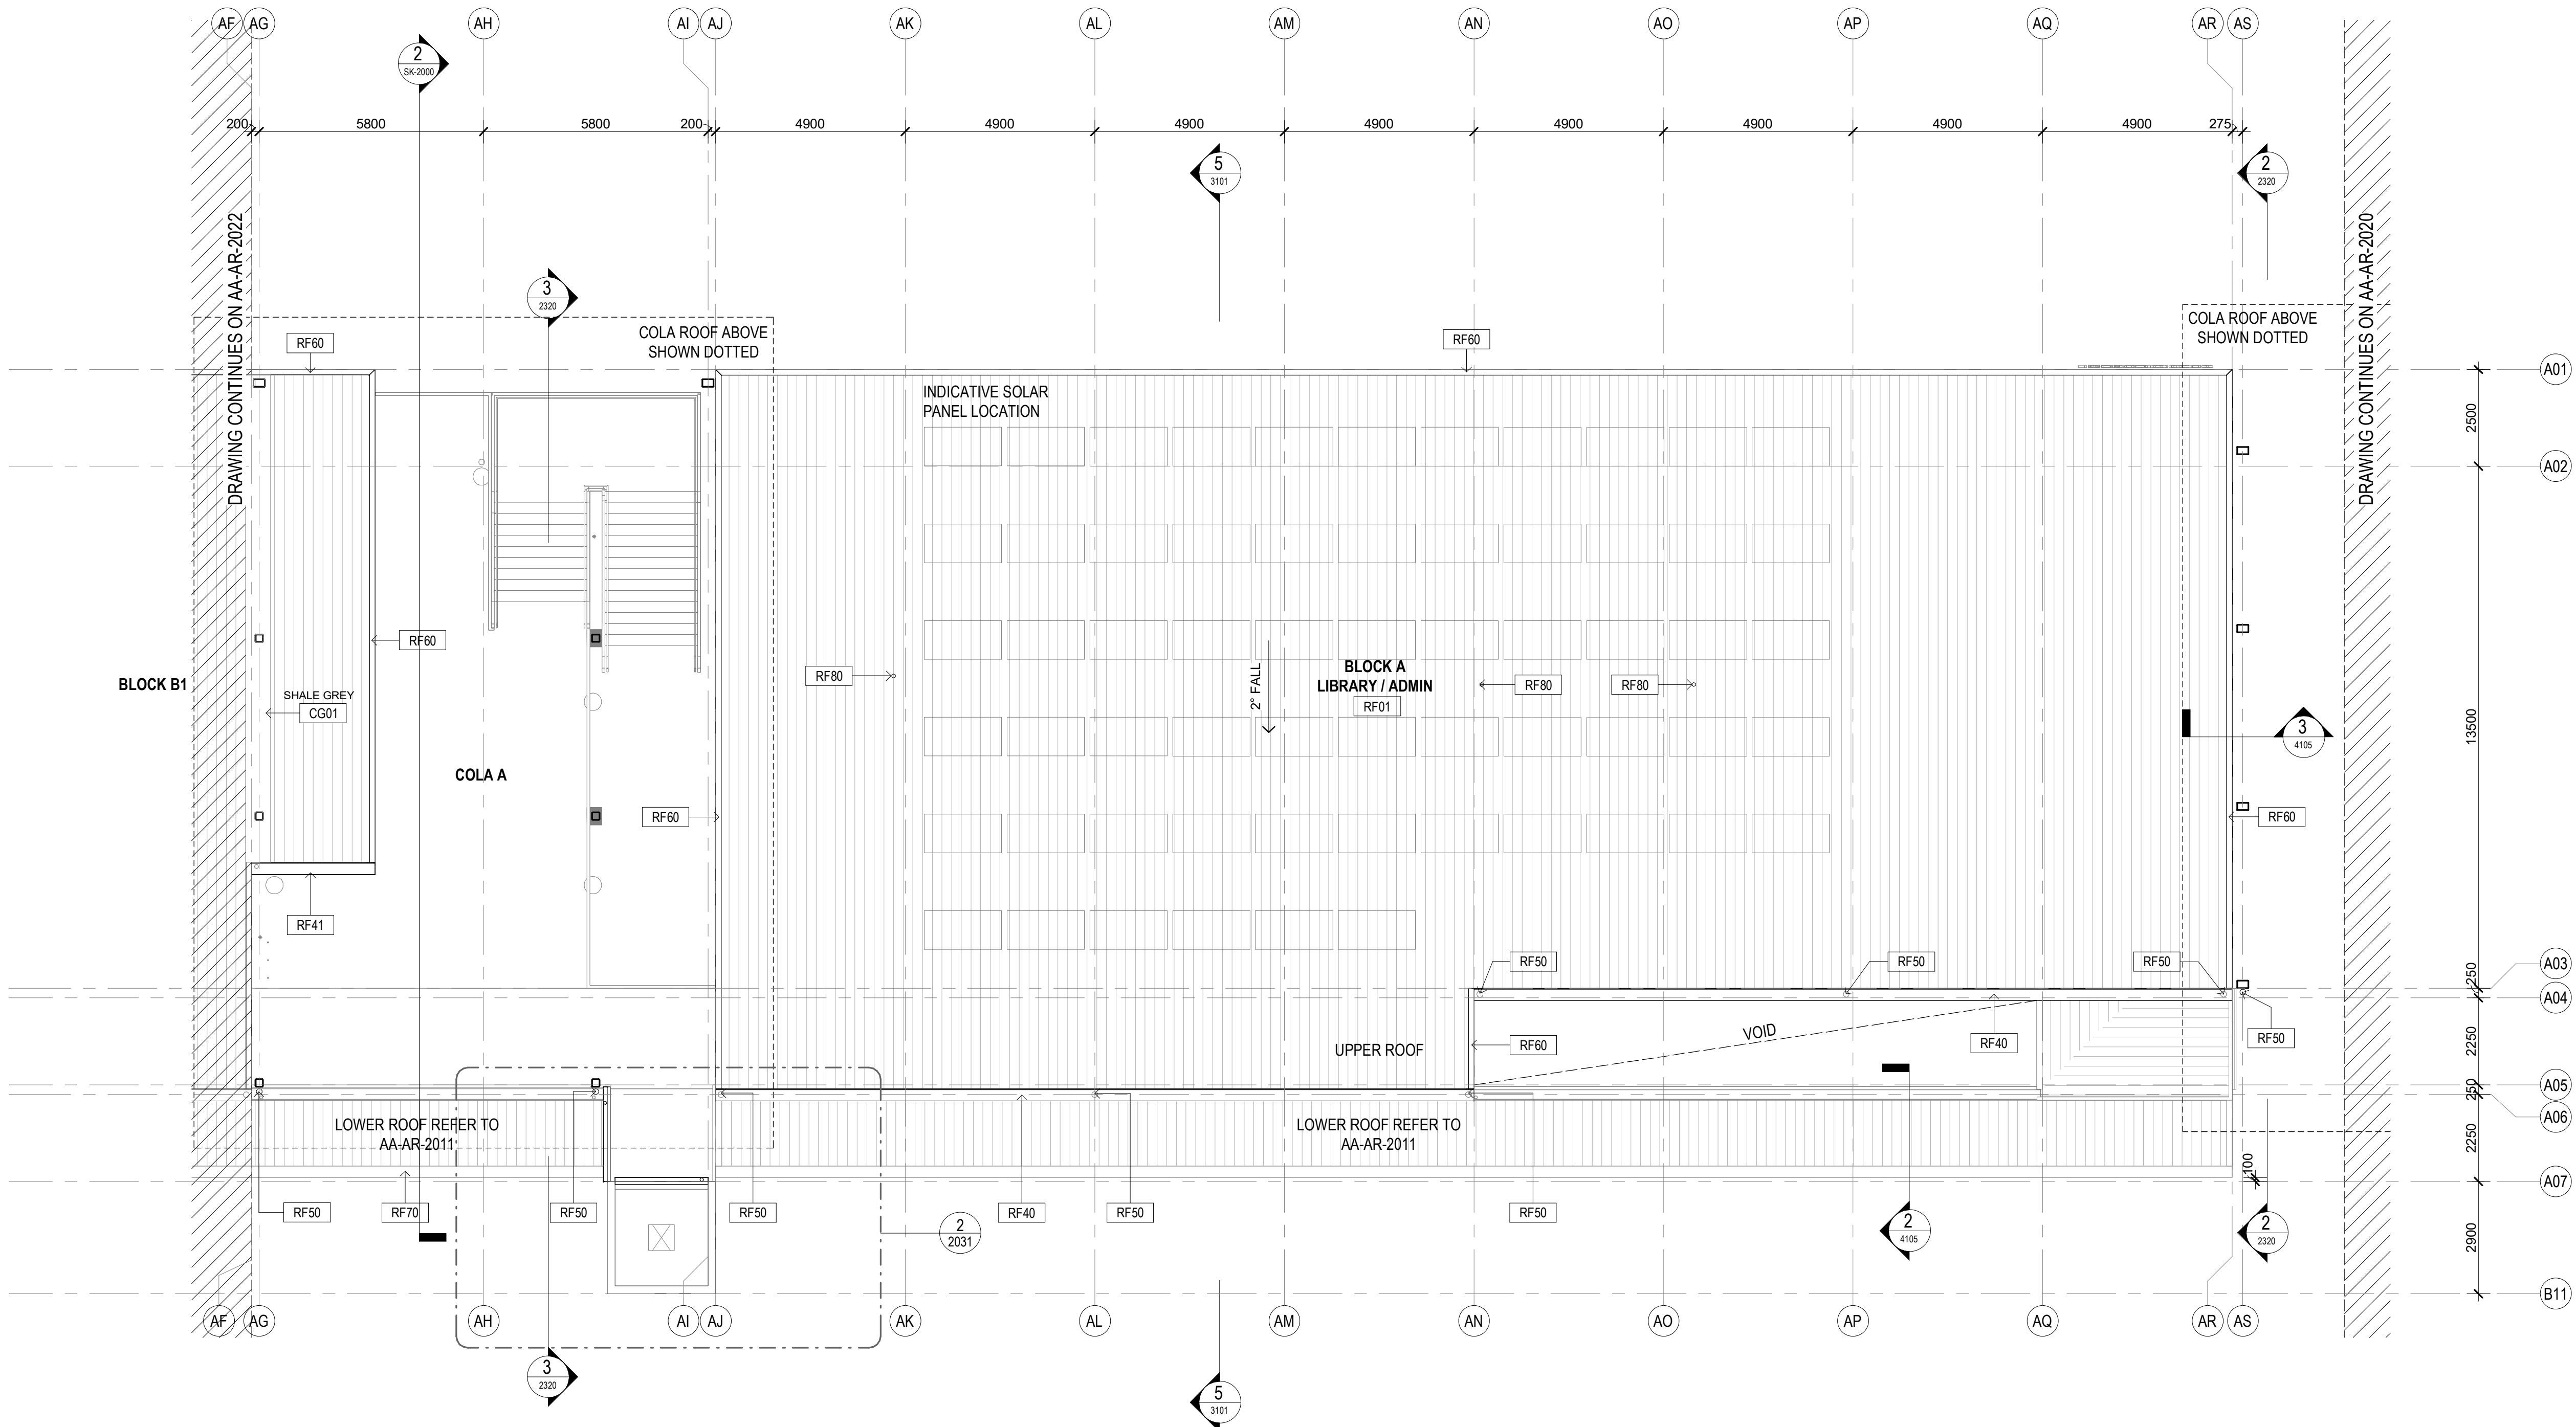 AF
AG
AH
AI
AJ
AK
AL
AM
AN
AO
AP
AQ
AR
AS
2
SK-2000
200
5800
5800
200
4900
4900
4900
4900
4900
4900
4900
4900
275
5
3101
2
2320
DRAWING CONTINUES ON AA-AR-2022
DRAWING CONTINUES ON AA-AR-2020
3
2320
COLA ROOF ABOVE
SHOWN DOTTED
COLA ROOF ABOVE
SHOWN DOTTED
RF60
RF60
A01
INDICATIVE SOLAR
PANEL LOCATION
2500
A02
RF60
BLOCK B1
SHALE GREY
CG01
RF80
2° FALL
BLOCK A
LIBRARY / ADMIN
RF01
RF80
RF80
3
4105
13500
COLA A
RF60
RF60
RF41
RF50
RF50
RF50
A03
250
A04
UPPER ROOF
RF60
VOID
RF40
RF50
2250
A05
250
A06
LOWER ROOF REFER TO
AA-AR-2011
LOWER ROOF REFER TO
AA-AR-2011
2250
100
A07
RF50
RF70
RF50
RF50
RF40
RF50
RF50
2
2031
2
4105
2
2320
2900
B11
AF
AG
AH
AI
AJ
AK
AL
AM
AN
AO
AP
AQ
AR
AS
3
2320
5
3101